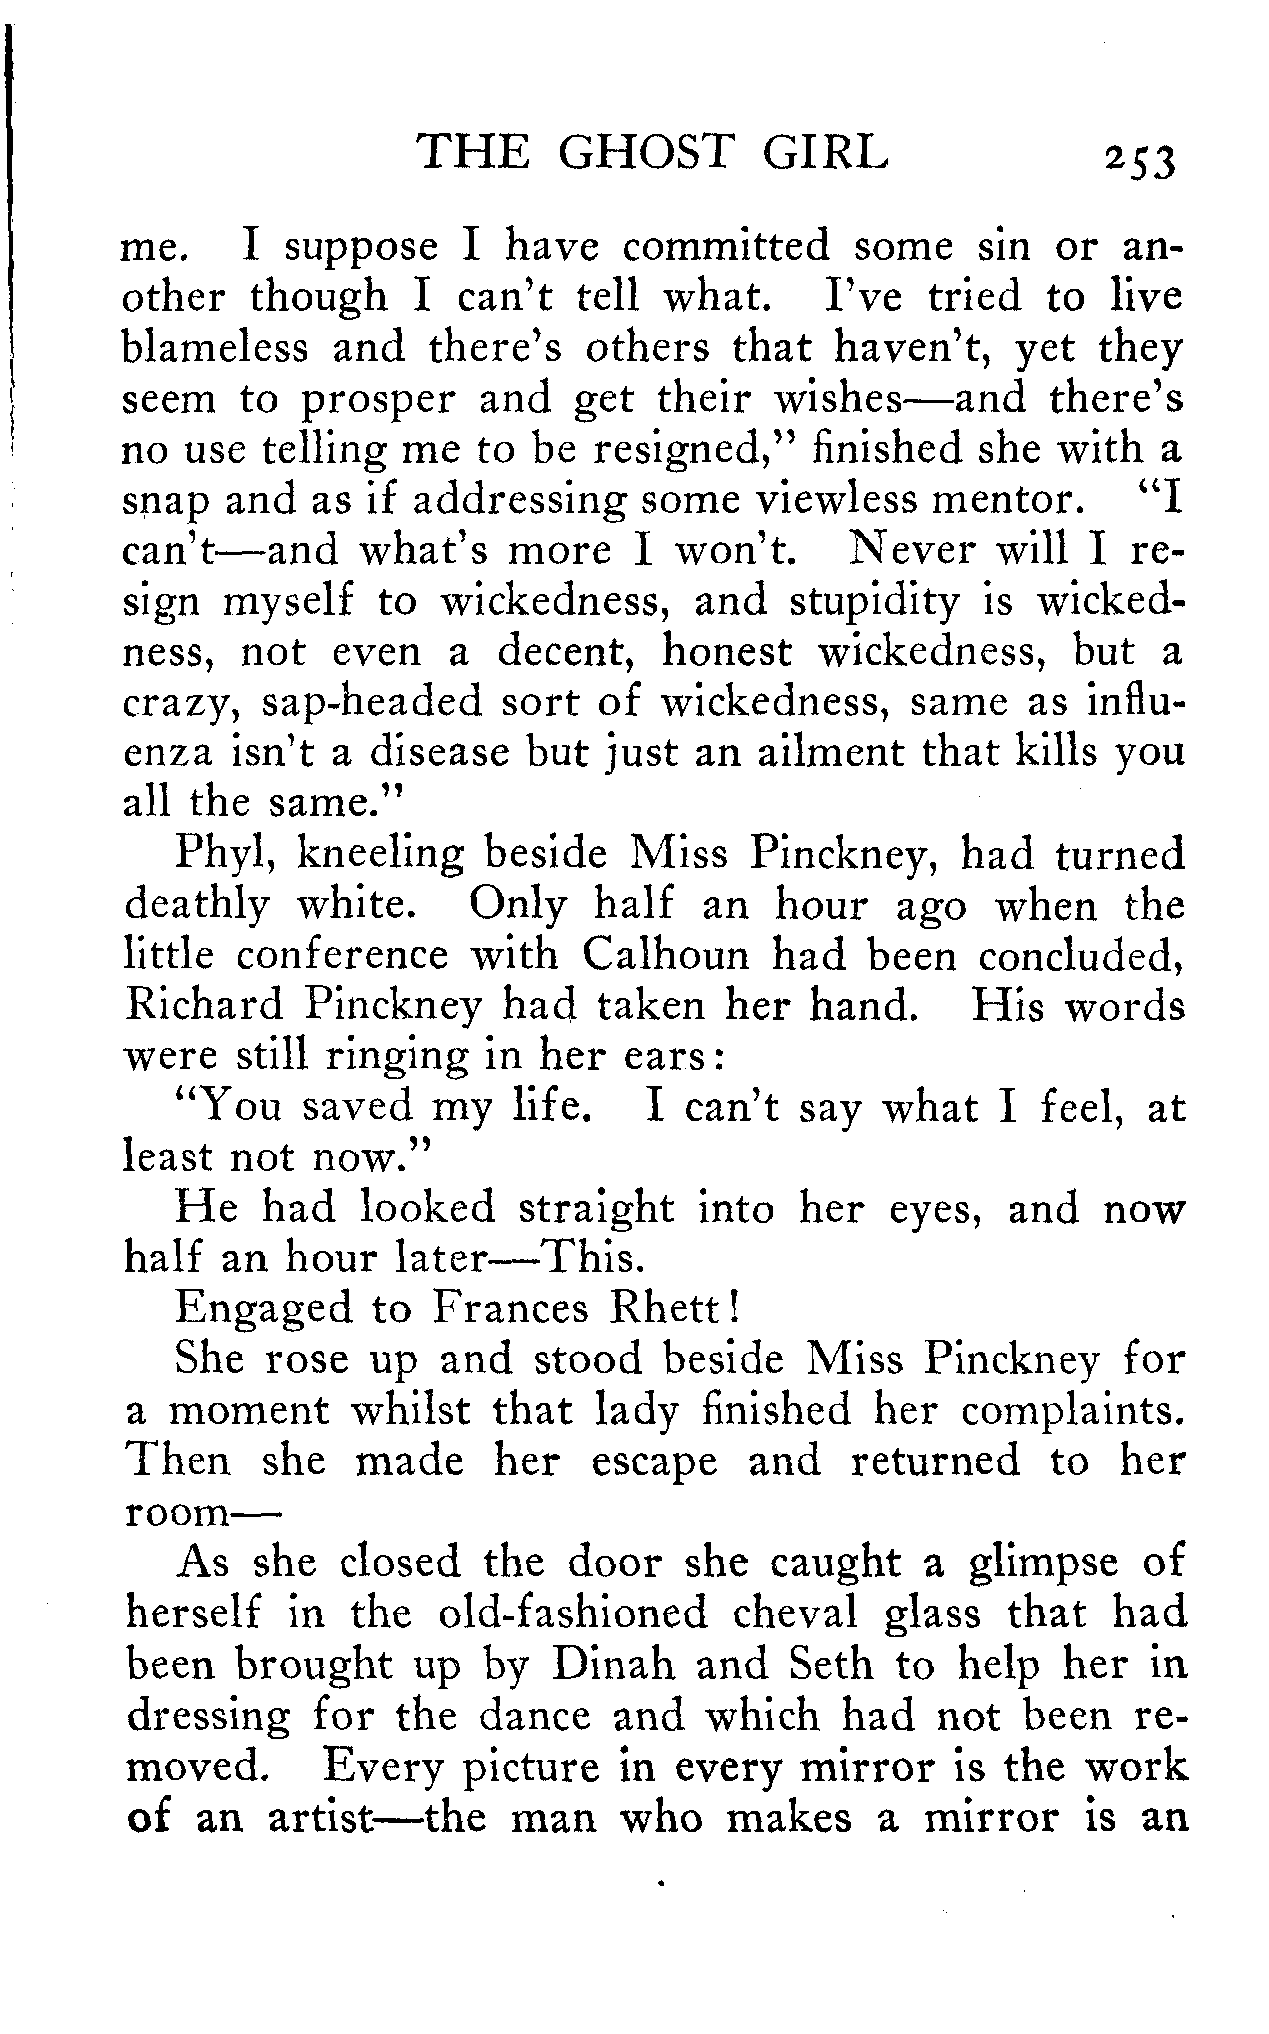 THE GHOST GIRL 253
me. I suppose I have committed some sin or an-
other though I can't tell what. I've tried to live
blameless and there's others that haven't, yet they
seem to prosper and get their wishes—and there's
no use telling me to be resigned," finished she with a
snap and as if addressing some viewless mentor. "I
can't—and what's more I won't. Never will I re-
sign myself to wickedness, and stupidity is wicked-
ness, not even a decent, honest wickedness, but a
crazy, sap-headed sort of wickedness, same as influ-
enza isn't a disease but just an ailment that kills you
all the same."
Phyl, kneeling beside Miss Pinckney, had turned
deathly white. Only half an hour ago when the
little conference with Calhoun had been concluded,
Richard Pinckney had taken her hand. His words
were still ringing in her ears:
"You saved my life. I can't say what I feel, at
least not now."
He had looked straight into her eyes, and now
half an hour later—This.
Engaged to Frances Rhett!
She rose up and stood beside Miss Pinckney for
a moment whilst that lady finished her complaints.
Then she made her escape and returned to her
room—
As she closed the door she caught a glimpse of
herself in the old-fashioned cheval glass that had
been brought up by Dinah and Seth to help her in
dressing for the dance and which had not been re-
moved. Every picture in every mirror is the work
of an artist—the man who makes a mirror is an